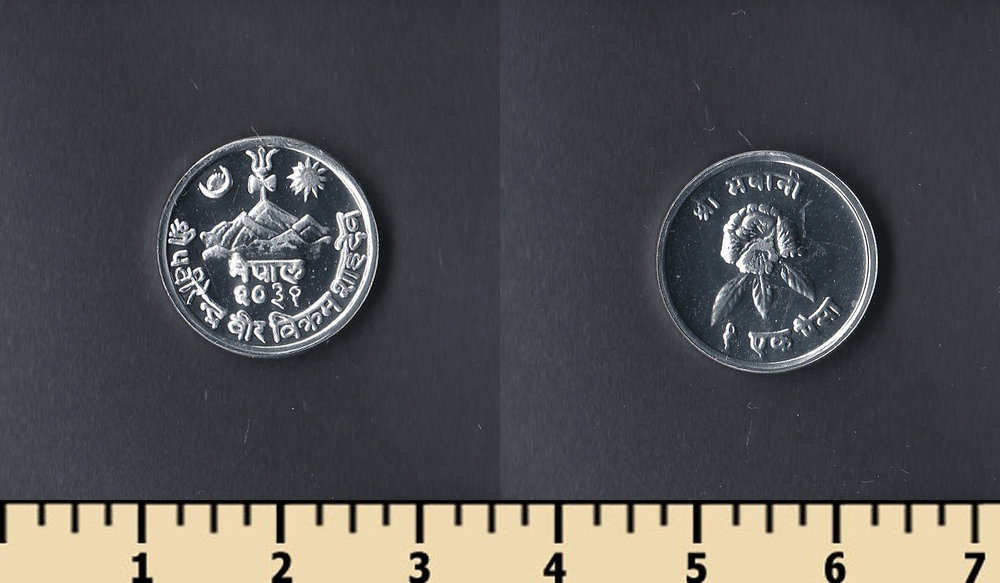 श्री ५ वीरेन्द्र वीर विक्रम शाहदेव
नेपाल
२०३१
श्री भवानी
१ एक पैसा
1 2 3 4 5 6 7